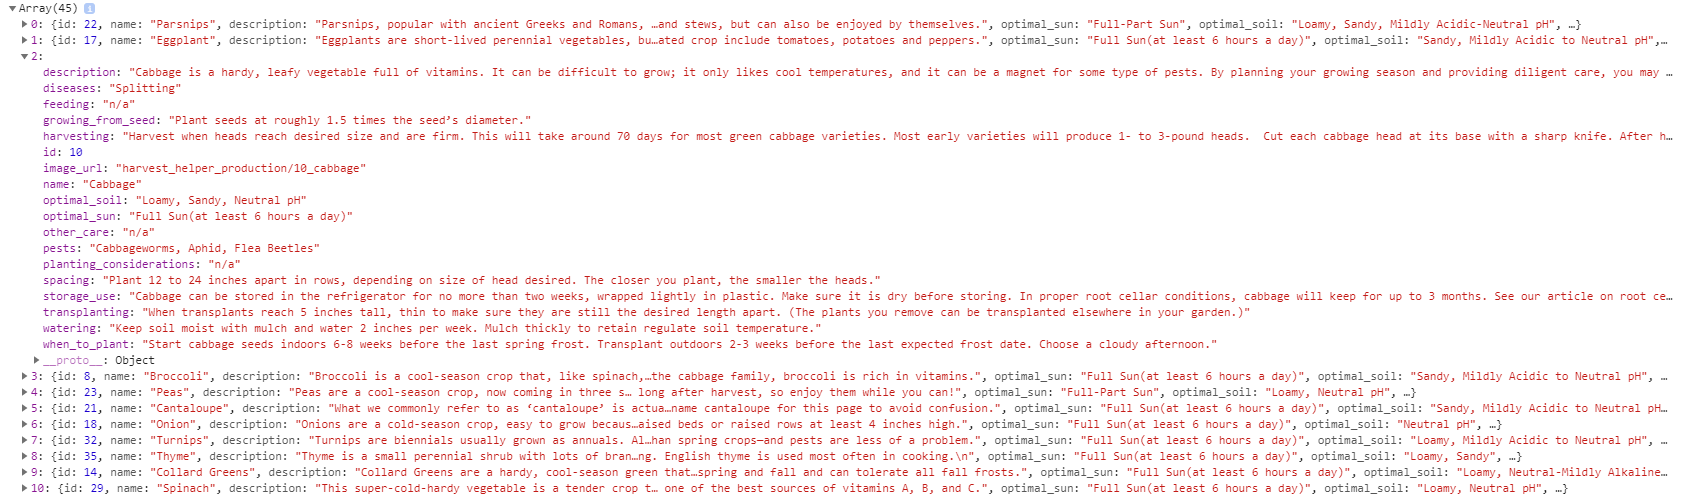 ▼Array(45) i
▶0: {id: 22, name: "Parsnips", description: "Parsnips, popular with ancient Greeks and Romans, …and stews, but can also be enjoyed by themselves.", optimal_sun: "Full-Part Sun", optimal_soil: "Loamy, Sandy, Mildly Acidic-Neutral pH", …}
▶1: {id: 17, name: "Eggplant", description: "Eggplants are short-lived perennial vegetables, bu…ated crop include tomatoes, potatoes and peppers.", optimal_sun: "Full Sun(at least 6 hours a day)", optimal_soil: "Sandy, Mildly Acidic to Neutral pH",…
▼2:
description: "Cabbage is a hardy, leafy vegetable full of vitamins. It can be difficult to grow; it only likes cool temperatures, and it can be a magnet for some type of pests. By planning your growing season and providing diligent care, you may …
diseases: "Splitting"
feeding: "n/a"
growing_from_seed: "Plant seeds at roughly 1.5 times the seed’s diameter."
harvesting: "Harvest when heads reach desired size and are firm. This will take around 70 days for most green cabbage varieties. Most early varieties will produce 1- to 3-pound heads.  Cut each cabbage head at its base with a sharp knife. After h…
id: 10
image_url: "harvest_helper_production/10_cabbage"
name: "Cabbage"
optimal_soil: "Loamy, Sandy, Neutral pH"
optimal_sun: "Full Sun(at least 6 hours a day)"
other_care: "n/a"
pests: "Cabbageworms, Aphid, Flea Beetles"
planting_considerations: "n/a"
spacing: "Plant 12 to 24 inches apart in rows, depending on size of head desired. The closer you plant, the smaller the heads."
storage_use: "Cabbage can be stored in the refrigerator for no more than two weeks, wrapped lightly in plastic. Make sure it is dry before storing. In proper root cellar conditions, cabbage will keep for up to 3 months. See our article on root ce…
transplanting: "When transplants reach 5 inches tall, thin to make sure they are still the desired length apart. (The plants you remove can be transplanted elsewhere in your garden.)"
watering: "Keep soil moist with mulch and water 2 inches per week. Mulch thickly to retain regulate soil temperature."
when_to_plant: "Start cabbage seeds indoors 6-8 weeks before the last spring frost. Transplant outdoors 2-3 weeks before the last expected frost date. Choose a cloudy afternoon."
▶__proto__: Object
▶3: {id: 8, name: "Broccoli", description: "Broccoli is a cool-season crop that, like spinach,…the cabbage family, broccoli is rich in vitamins.", optimal_sun: "Full Sun(at least 6 hours a day)", optimal_soil: "Sandy, Mildly Acidic to Neutral pH", …
▶4: {id: 23, name: "Peas", description: "Peas are a cool-season crop, now coming in three s… long after harvest, so enjoy them while you can!", optimal_sun: "Full-Part Sun", optimal_soil: "Loamy, Neutral pH", …}
▶5: {id: 21, name: "Cantaloupe", description: "What we commonly refer to as ‘cantaloupe’ is actua…name cantaloupe for this page to avoid confusion.", optimal_sun: "Full Sun(at least 6 hours a day)", optimal_soil: "Sandy, Mildly Acidic to Neutral pH…
▶6: {id: 18, name: "Onion", description: "Onions are a cold-season crop, easy to grow becaus…aised beds or raised rows at least 4 inches high.", optimal_sun: "Full Sun(at least 6 hours a day)", optimal_soil: "Neutral pH", …}
▶7: {id: 32, name: "Turnips", description: "Turnips are biennials usually grown as annuals. Al…han spring crops—and pests are less of a problem.", optimal_sun: "Full Sun(at least 6 hours a day)", optimal_soil: "Loamy, Mildly Acidic to Neutral pH", …
▶8: {id: 35, name: "Thyme", description: "Thyme is a small perennial shrub with lots of bran…ng. English thyme is used most often in cooking.\n", optimal_sun: "Full Sun(at least 6 hours a day)", optimal_soil: "Loamy, Sandy", …}
▶9: {id: 14, name: "Collard Greens", description: "Collard Greens are a hardy, cool-season green that…spring and fall and can tolerate all fall frosts.", optimal_sun: "Full Sun(at least 6 hours a day)", optimal_soil: "Loamy, Neutral-Mildly Alkaline…
▶10: {id: 29, name: "Spinach", description: "This super-cold-hardy vegetable is a tender crop t… one of the best sources of vitamins A, B, and C.", optimal_sun: "Full Sun(at least 6 hours a day)", optimal_soil: "Loamy, Neutral pH", …}